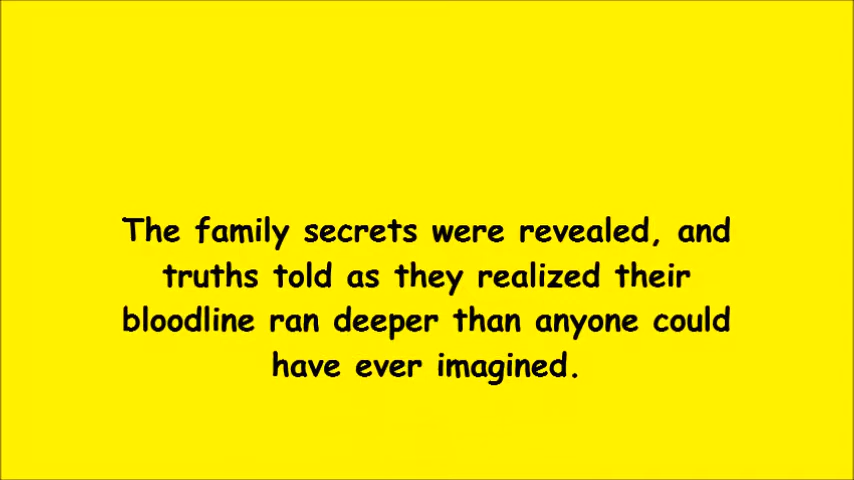 The family secrets were revealed, and
truths told as they realized their
bloodline ran deeper than anyone could
have ever imagined.